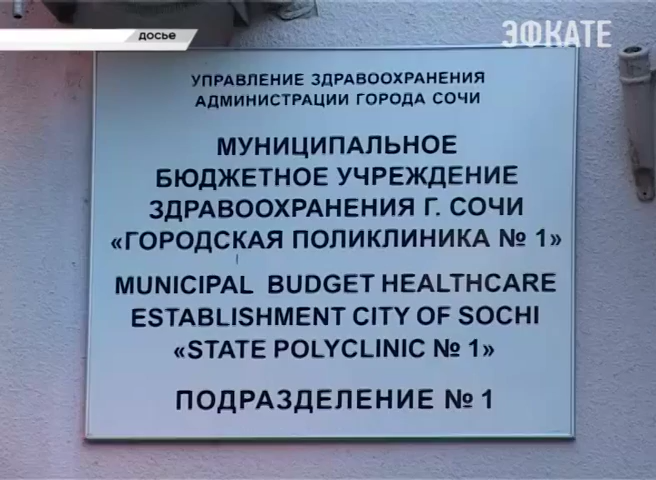 досье
ЭФКАТЕ
УПРАВЛЕНИЕ ЗДРАВООХРАНЕНИЯ
АДМИНИСТРАЦИИ ГОРОДА СОЧИ
МУНИЦИПАЛЬНОЕ
БЮДЖЕТНОЕ УЧРЕЖДЕНИЕ
ЗДРАВООХРАНЕНИЯ Г. СОЧИ
«ГОРОДСКАЯ ПОЛИКЛИНИКА № 1»
MUNICIPAL BUDGET HEALTHCARE
ESTABLISHMENT CITY OF SOCHI
«STATE POLYCLINIC № 1»
ПОДРАЗДЕЛЕНИЕ № 1